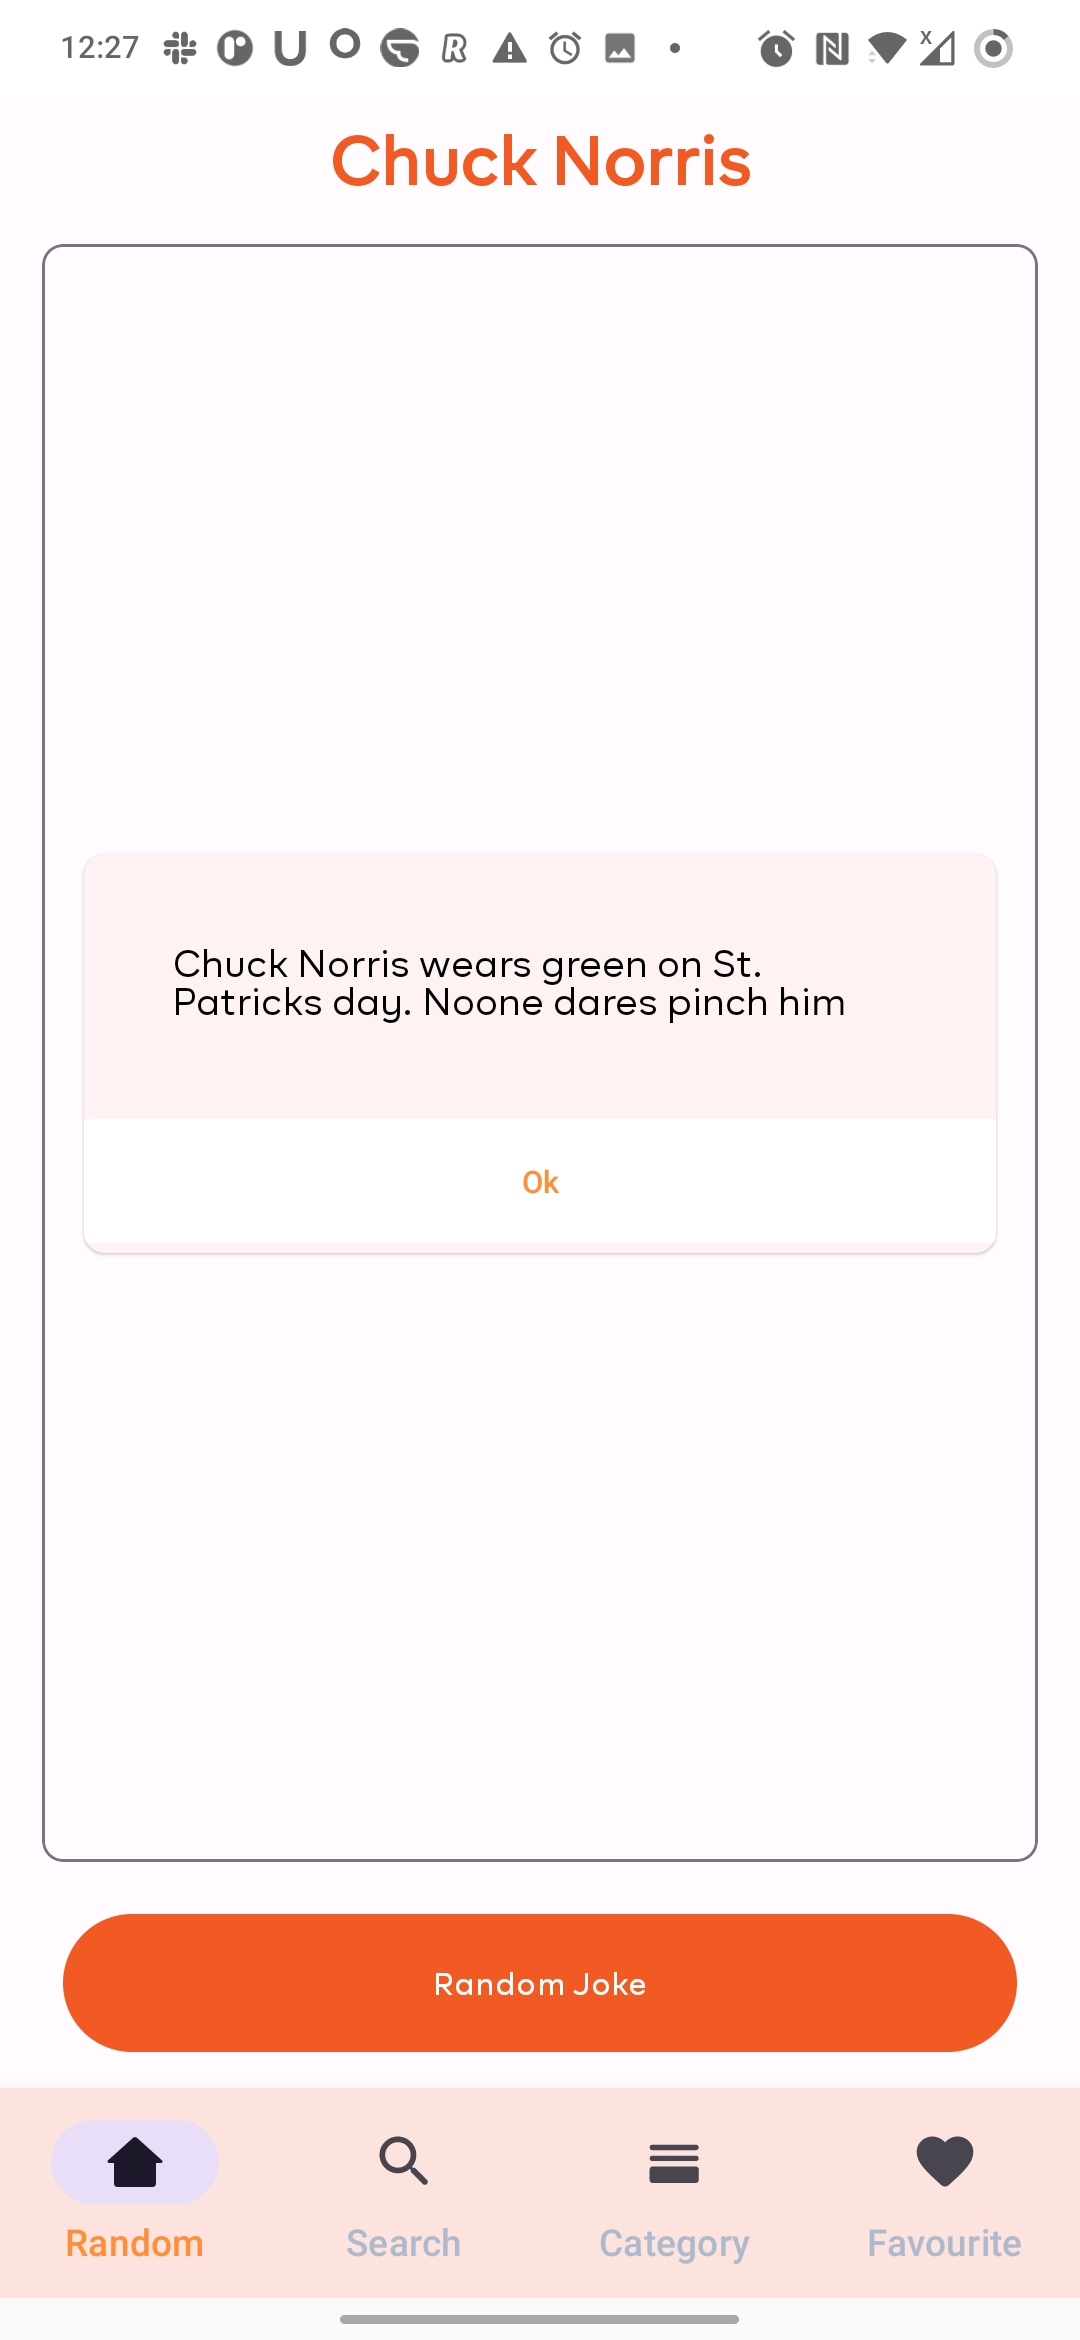 12:27
Chuck Norris
Chuck Norris wears green on St.
Patricks day. Noone dares pinch him
Ok
Random Joke
Random
Search
Category
Favourite